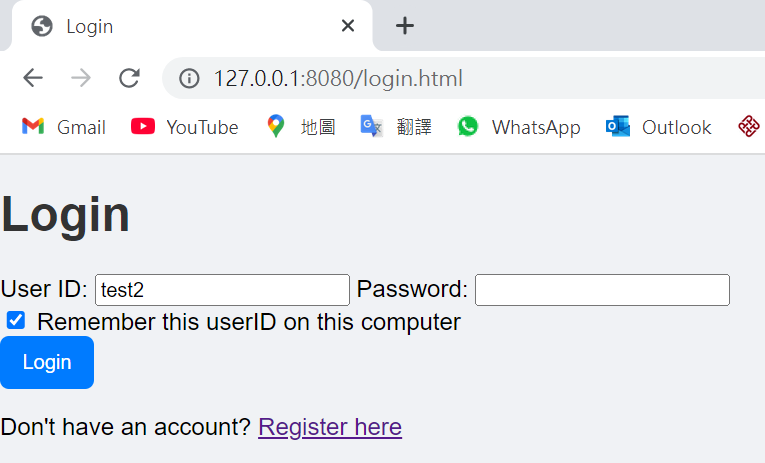 Login
127.0.0.1:8080/login.html
Gmail YouTube 地圖 翻譯 WhatsApp Outlook
Login
User ID: test2 Password:
Remember this userID on this computer
Login
Don't have an account? Register here